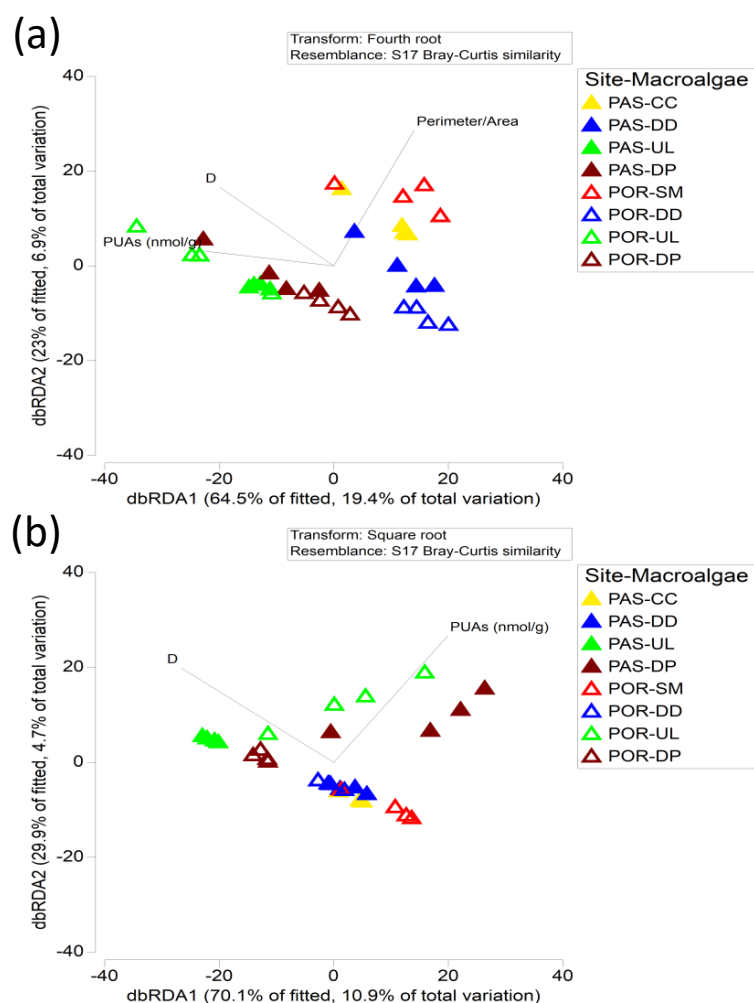 (a)
Transform: Fourth root
Resemblance: S17 Bray-Curtis similarity
40
20
0
-20
-40
dbRDA2 (23% of fitted, 6.9% of total variation)
Perimeter/Area
D
PUAs (nmol/g)
-40 -20 0 20 40
dbRDA1 (64.5% of fitted, 19.4% of total variation)
Site-Macroalgae
PAS-CC
PAS-DD
PAS-UL
PAS-DP
POR-SM
POR-DD
POR-UL
POR-DP
(b)
Transform: Square root
Resemblance: S17 Bray-Curtis similarity
40
20
0
-20
-40
dbRDA2 (29.9% of fitted, 4.7% of total variation)
PUAs (nmol/g)
D
-40 -20 0 20 40
dbRDA1 (70.1% of fitted, 10.9% of total variation)
Site-Macroalgae
PAS-CC
PAS-DD
PAS-UL
PAS-DP
POR-SM
POR-DD
POR-UL
POR-DP